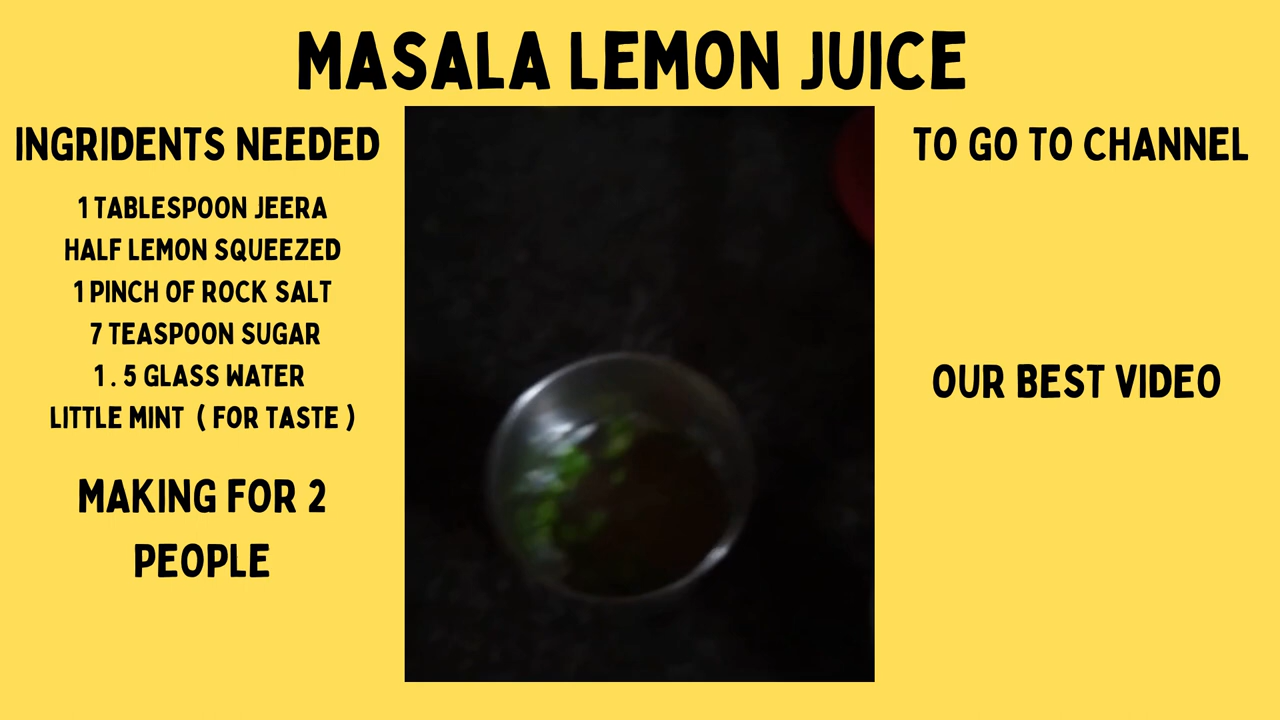 MASALA LEMON JUICE
INGRIDENTS NEEDED
1 TABLESPOON JEERA
HALF LEMON SQUEEZED
1 PINCH OF ROCK SALT
7 TEASPOON SUGAR
1 . 5 GLASS WATER
LITTLE MINT ( FOR TASTE )
MAKING FOR 2
PEOPLE
TO GO TO CHANNEL
OUR BEST VIDEO